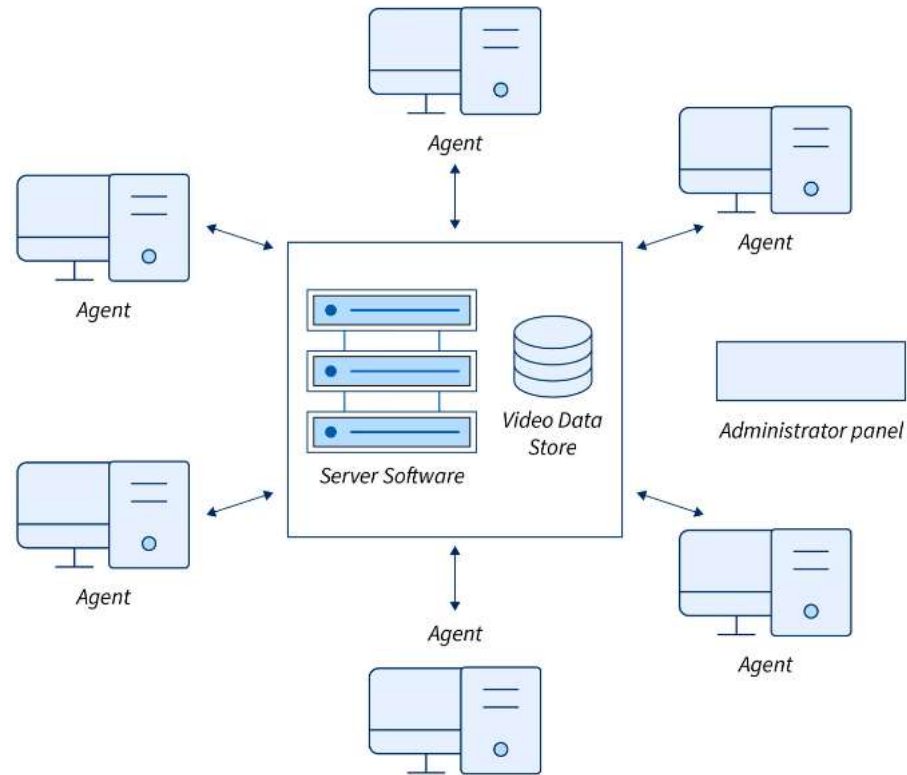 Agent
Agent
Agent
Server Software
Video Data
Store
Administrator panel
Agent
Agent
Agent